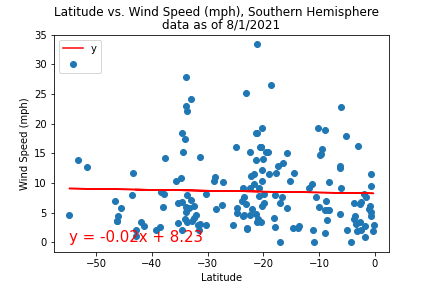 Latitude vs. Wind Speed (mph), Southern Hemisphere
data as of 8/1/2021
y
Wind Speed (mph)
35
30
25
20
15
10
5
0
y = -0.02x + 8.23
−50 −40 −30 −20 −10 0
Latitude